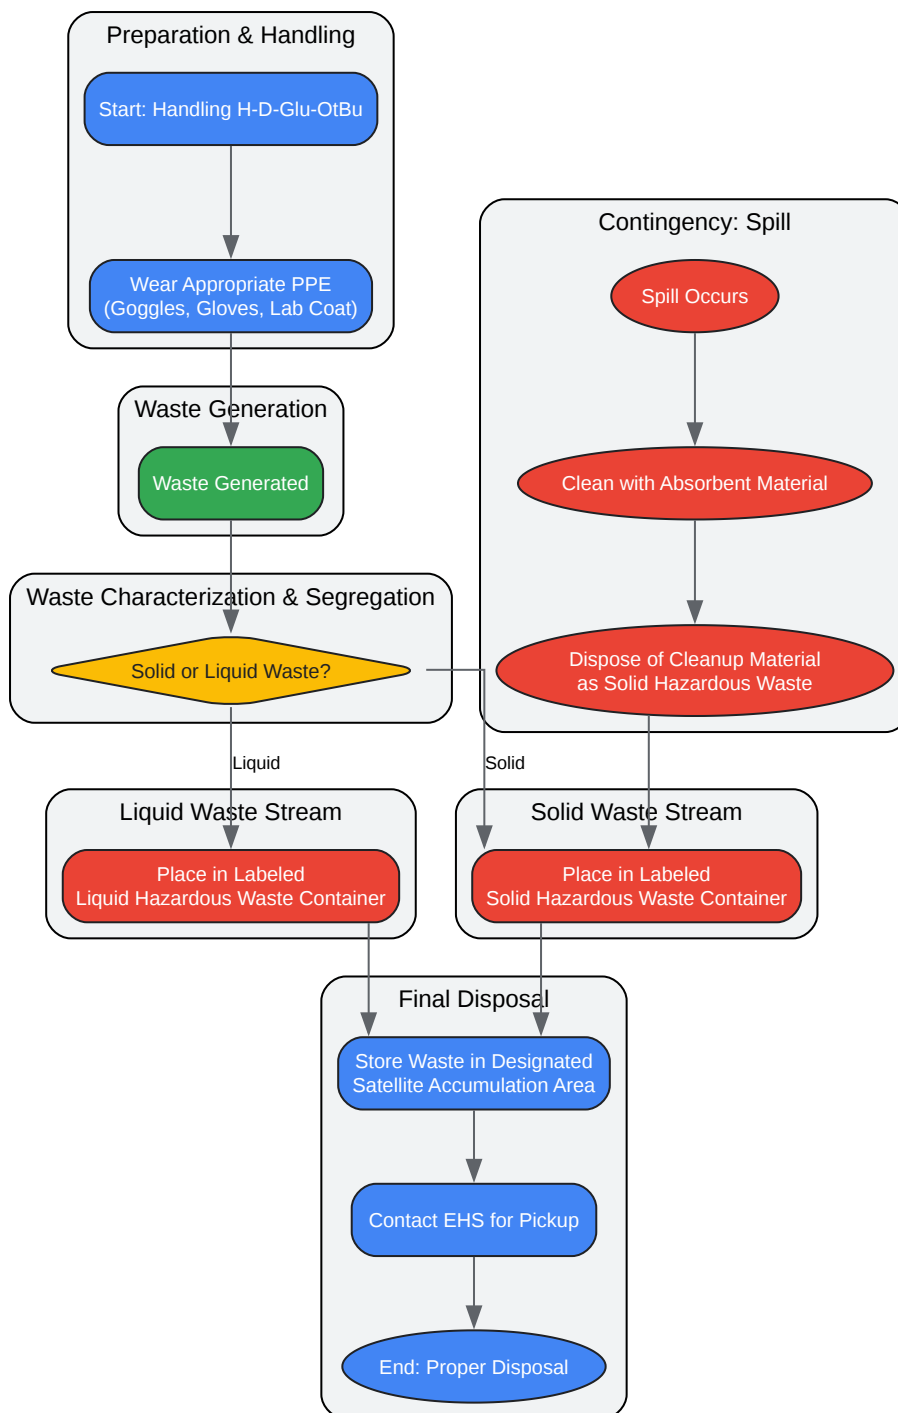 Preparation & Handling
Start: Handling H-D-Glu-OtBu
Wear Appropriate PPE
(Goggles, Gloves, Lab Coat)
Contingency: Spill
Spill Occurs
Clean with Absorbent Material
Dispose of Cleanup Material
as Solid Hazardous Waste
Waste Generation
Waste Generated
Waste Characterization & Segregation
Solid or Liquid Waste?
Liquid
Solid
Liquid Waste Stream
Place in Labeled
Liquid Hazardous Waste Container
Solid Waste Stream
Place in Labeled
Solid Hazardous Waste Container
Final Disposal
Store Waste in Designated
Satellite Accumulation Area
Contact EHS for Pickup
End: Proper Disposal